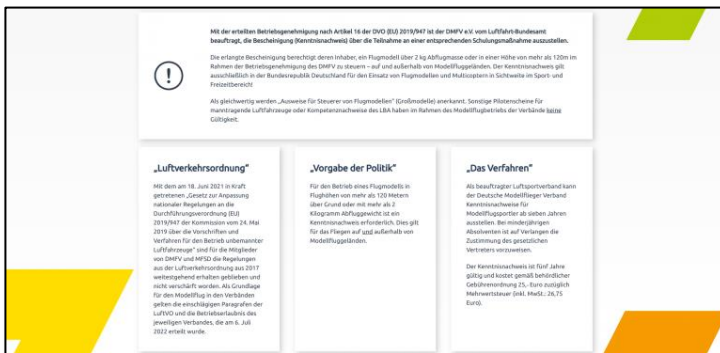 Mit der erteilten Betriebsgenehmigung nach Artikel 16 der DVO (EU) 2019/947 ist der DMFV e.V. vom Luftfahrt-Bundesamt
beauftragt, die Bescheinigung (Kenntnisnachweis) über die Teilnahme an einer entsprechenden Schulungsmaßnahme auszustellen.
Die erlangte Bescheinigung berechtigt deren Inhaber, ein Flugmodell über 2 kg Abflugmasse oder in einer Höhe von mehr als 120m im
Rahmen der Betriebsgenehmigung des DMFV zu steuern – auf und außerhalb von Modellfluggeländen. Der Kenntnisnachweis gilt
ausschließlich in der Bundesrepublik Deutschland für den Einsatz von Flugmodellen und Multicoptern in Sichtweite im Sport- und
Freizeitbereich!
Als gleichwertig werden „Ausweise für Steuerer von Flugmodellen“ (Großmodelle) anerkannt. Sonstige Pilotenscheine für
manntragende Luftfahrzeuge oder Kompetenznachweise des LBA haben im Rahmen des Modellflugbetriebs der Verbände keine
Gültigkeit.
„Luftverkehrsordnung“
Mit dem am 18. Juni 2021 in Kraft
getretenen „Gesetz zur Anpassung
nationaler Regelungen an die
Durchführungsverordnung (EU)
2019/947 der Kommission vom 24. Mai
2019 über die Vorschriften und
Verfahren für den Betrieb unbemannter
Luftfahrzeuge“ sind für die Mitglieder
von DMFV und MFSD die Regelungen
aus der Luftverkehrsordnung aus 2017
weitestgehend erhalten geblieben und
nicht verschärft worden. Als Grundlage
für den Modellflug in den Verbänden
gelten die einschlägigen Paragrafen der
LuftVO und die Betriebserlaubnis des
jeweiligen Verbandes, die am 6. Juli
2022 erteilt wurde.
„Vorgabe der Politik“
Für den Betrieb eines Flugmodells in
Flughöhen von mehr als 120 Metern
über Grund oder mit mehr als 2
Kilogramm Abfluggewicht ist ein
Kenntnisnachweis erforderlich. Dies gilt
für das Fliegen auf und außerhalb von
Modellfluggeländen.
„Das Verfahren“
Als beauftragter Luftsportverband kann
der Deutsche Modellflieger Verband
Kenntnisnachweise für
Modellflugsportler ab sieben Jahren
ausstellen. Bei minderjährigen
Absolventen ist auf Verlangen die
Zustimmung des gesetzlichen
Vertreters vorzuweisen.
Der Kenntnisnachweis ist fünf Jahre
gültig und kostet gemäß behördlicher
Gebührenordnung 25,- Euro zuzüglich
Mehrwertsteuer (inkl. MwSt.: 26,75
Euro).